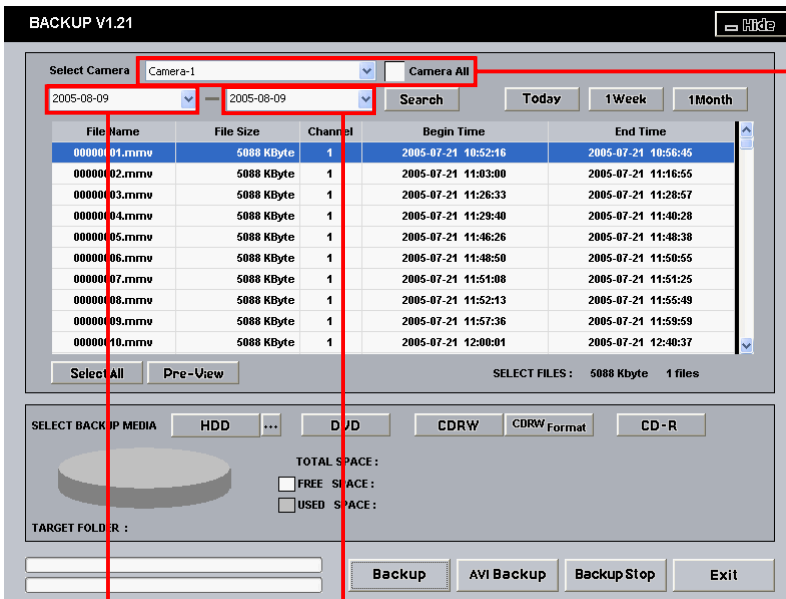 BACKUP V1.21 Hide
Select Camera Camera-1 Camera All
2005-08-09 2005-08-09 Search Today 1Week 1Month
File Name File Size Channel Begin Time End Time
00000001.mmv 5088 KByte 1 2005-07-21 10:52:16 2005-07-21 10:56:45
00000002.mmv 5088 KByte 1 2005-07-21 11:03:00 2005-07-21 11:16:55
00000003.mmv 5088 KByte 1 2005-07-21 11:26:33 2005-07-21 11:28:57
00000004.mmv 5088 KByte 1 2005-07-21 11:29:40 2005-07-21 11:40:28
00000005.mmv 5088 KByte 1 2005-07-21 11:46:26 2005-07-21 11:48:38
00000006.mmv 5088 KByte 1 2005-07-21 11:48:50 2005-07-21 11:50:55
00000007.mmv 5088 KByte 1 2005-07-21 11:51:08 2005-07-21 11:51:25
00000008.mmv 5088 KByte 1 2005-07-21 11:52:13 2005-07-21 11:55:49
00000009.mmv 5088 KByte 1 2005-07-21 11:57:36 2005-07-21 11:59:59
00000010.mmv 5088 KByte 1 2005-07-21 12:00:01 2005-07-21 12:40:37
Select All Pre-View SELECT FILES : 5088 Kbyte 1 files
SELECT BACKUP MEDIA HDD ... DVD CDRW CDRW Format CD-R
TOTAL SPACE :
FREE SPACE :
USED SPACE :
TARGET FOLDER :
Backup AVI Backup Backup Stop Exit